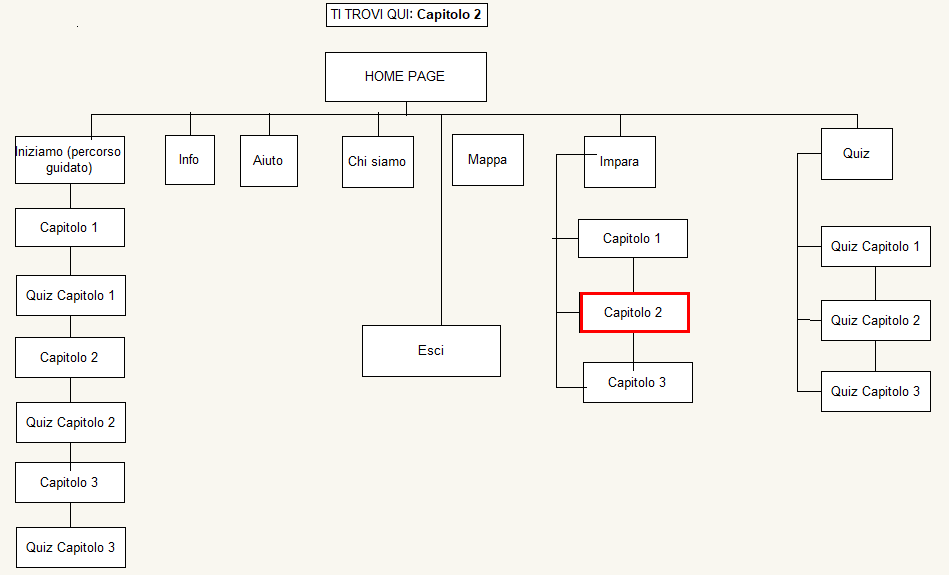 TI TROVI QUI: Capitolo 2
HOME PAGE
Iniziamo (percorso
guidato)
Info
Aiuto
Chi siamo
Mappa
Impara
Quiz
Capitolo 1
Quiz Capitolo 1
Capitolo 2
Quiz Capitolo 2
Capitolo 3
Quiz Capitolo 3
Esci
Capitolo 1
Capitolo 2
Capitolo 3
Quiz Capitolo 1
Quiz Capitolo 2
Quiz Capitolo 3